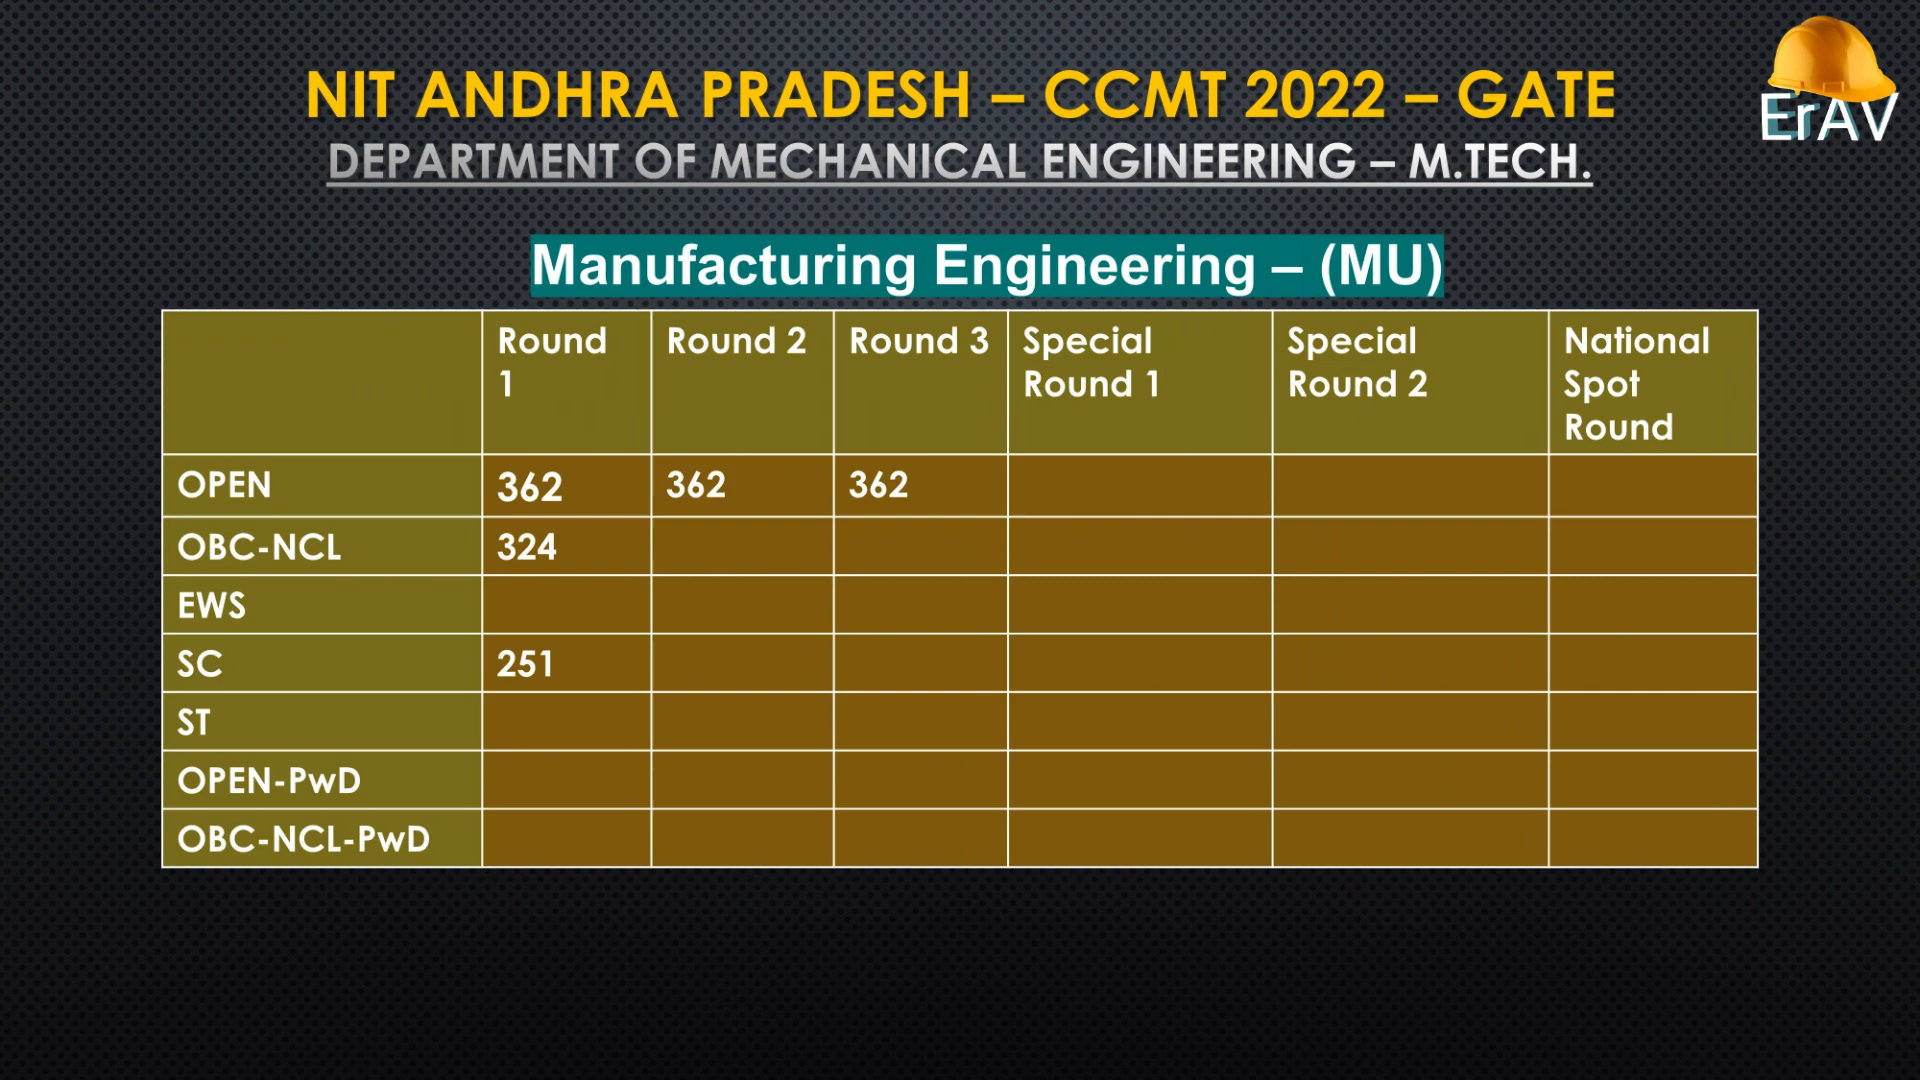 NIT ANDHRA PRADESH – CCMT 2022 – GATE
ErAV
DEPARTMENT OF MECHANICAL ENGINEERING – M.TECH.
Manufacturing Engineering – (MU)
Round 1 Round 2 Round 3 Special Round 1 Special Round 2 National Spot Round
OPEN 362 362 362
OBC-NCL 324
EWS
SC 251
ST
OPEN-PwD
OBC-NCL-PwD